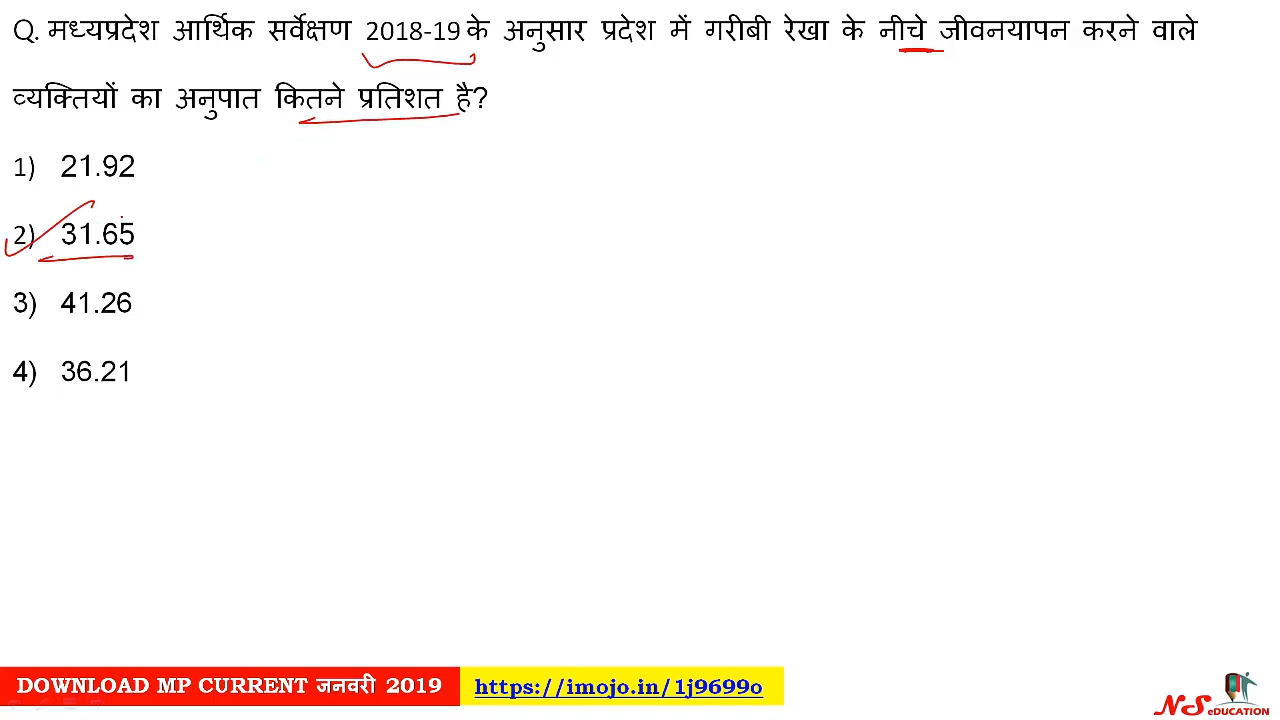 Q. मध्यप्रदेश आर्थिक सर्वेक्षण 2018-19 के अनुसार प्रदेश में गरीबी रेखा के नीचे जीवनयापन करने वाले
व्यक्तियों का अनुपात कितने प्रतिशत है?
1) 21.92
2) 31.65
3) 41.26
4) 36.21
DOWNLOAD MP CURRENT जनवरी 2019 https://imojo.in/1j9699o
NS eDUCATION